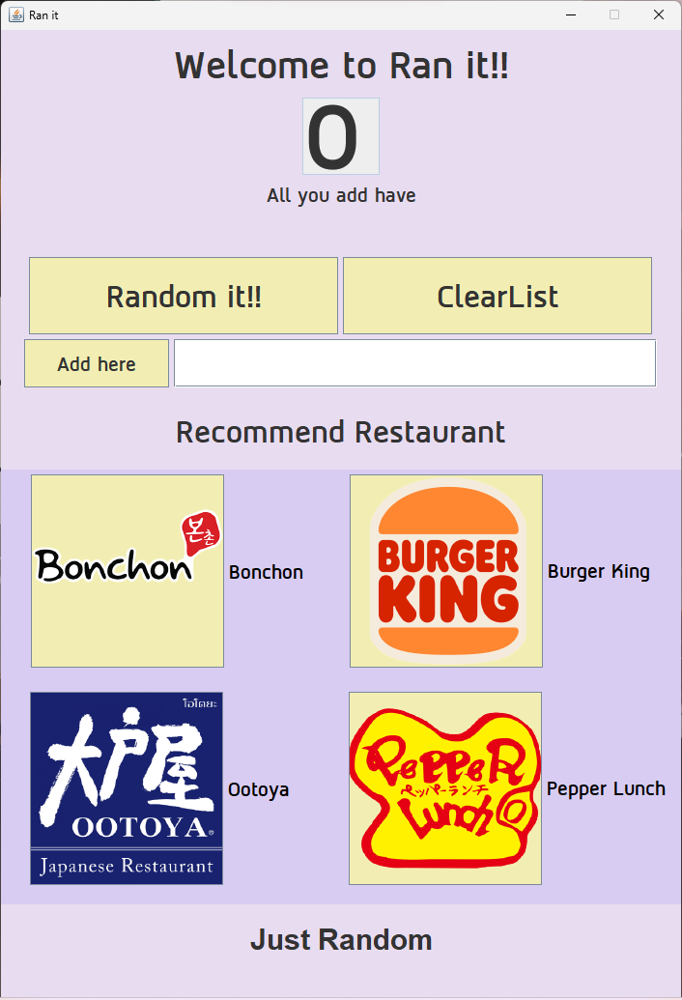 Ran it
Welcome to Ran it!!
0
All you add have
Random it!!
ClearList
Add here
Recommend Restaurant
Bonchon
본촌
Bonchon
BURGER
KING
Burger King
โอโตยะ
大戸屋
OOTOYA®
Japanese Restaurant
Ootoya
PePPeR
ペッパーランチ
Lunch
Pepper Lunch
Just Random